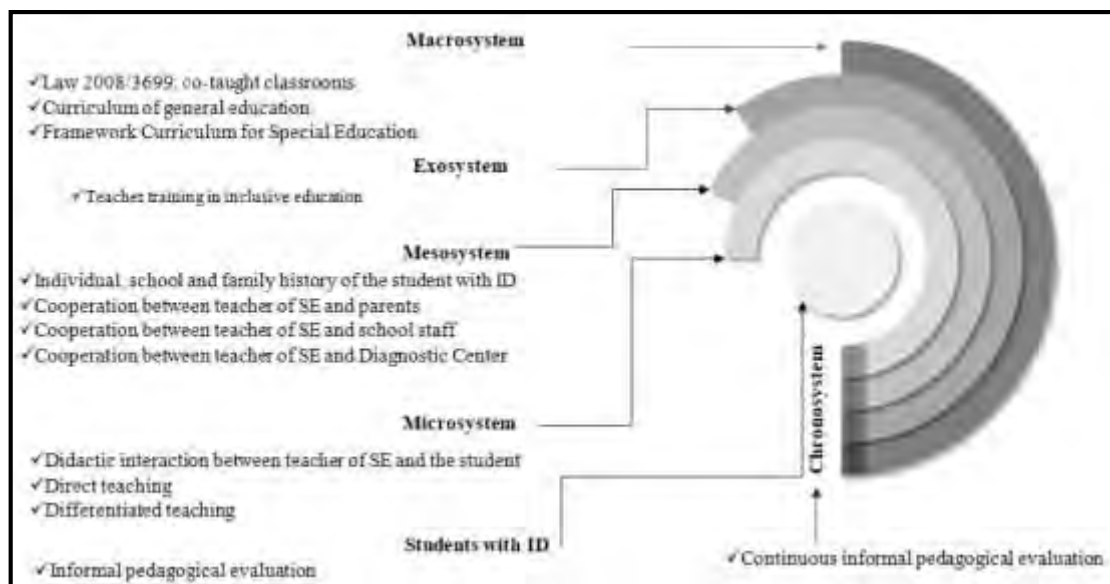 Macrosystem
✓Law 2008/3699: co-taught classrooms
✓Curriculum of general education
✓Framework Curriculum for Special Education
Exosystem
✓Teacher training in inclusive education
Mesosystem
✓Individual, school and family history of the student with ID
✓Cooperation between teacher of SE and parents
✓Cooperation between teacher of SE and school staff
✓Cooperation between teacher of SE and Diagnostic Center
Microsystem
✓Didactic interaction between teacher of SE and the student
✓Direct teaching
✓Differentiated teaching
Students with ID
✓Informal pedagogical evaluation
Chronosystem
✓Continuous informal pedagogical evaluation